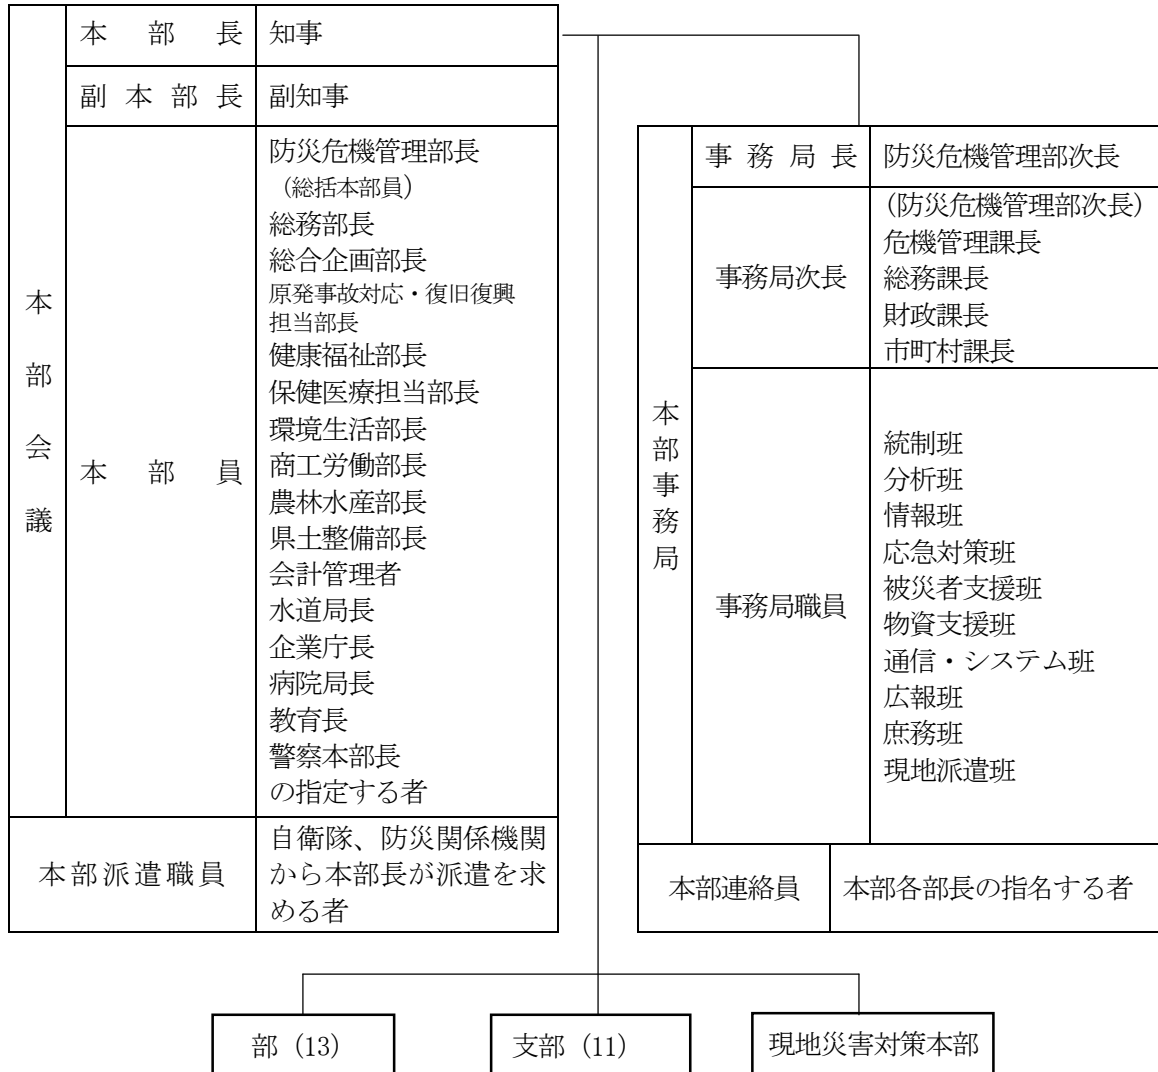 本部会議
本部長 知事
副本部長 副知事
本部員
防災危機管理部長
(総括本部員)
総務部長
総合企画部長
原発事故対応・復旧復興
担当部長
健康福祉部長
保健医療担当部長
環境生活部長
商工労働部長
農林水産部長
県土整備部長
会計管理者
水道局長
企業庁長
病院局長
教育長
警察本部長
の指定する者
本部派遣職員
自衛隊、防災関係機関
から本部長が派遣を求
める者
本部事務局
事務局長 防災危機管理部次長
事務局次長
(防災危機管理部次長)
危機管理課長
総務課長
財政課長
市町村課長
事務局職員
統制班
分析班
情報班
応急対策班
被災者支援班
物資支援班
通信・システム班
広報班
庶務班
現地派遣班
本部連絡員 本部各部長の指名する者
部(13)
支部(11)
現地災害対策本部